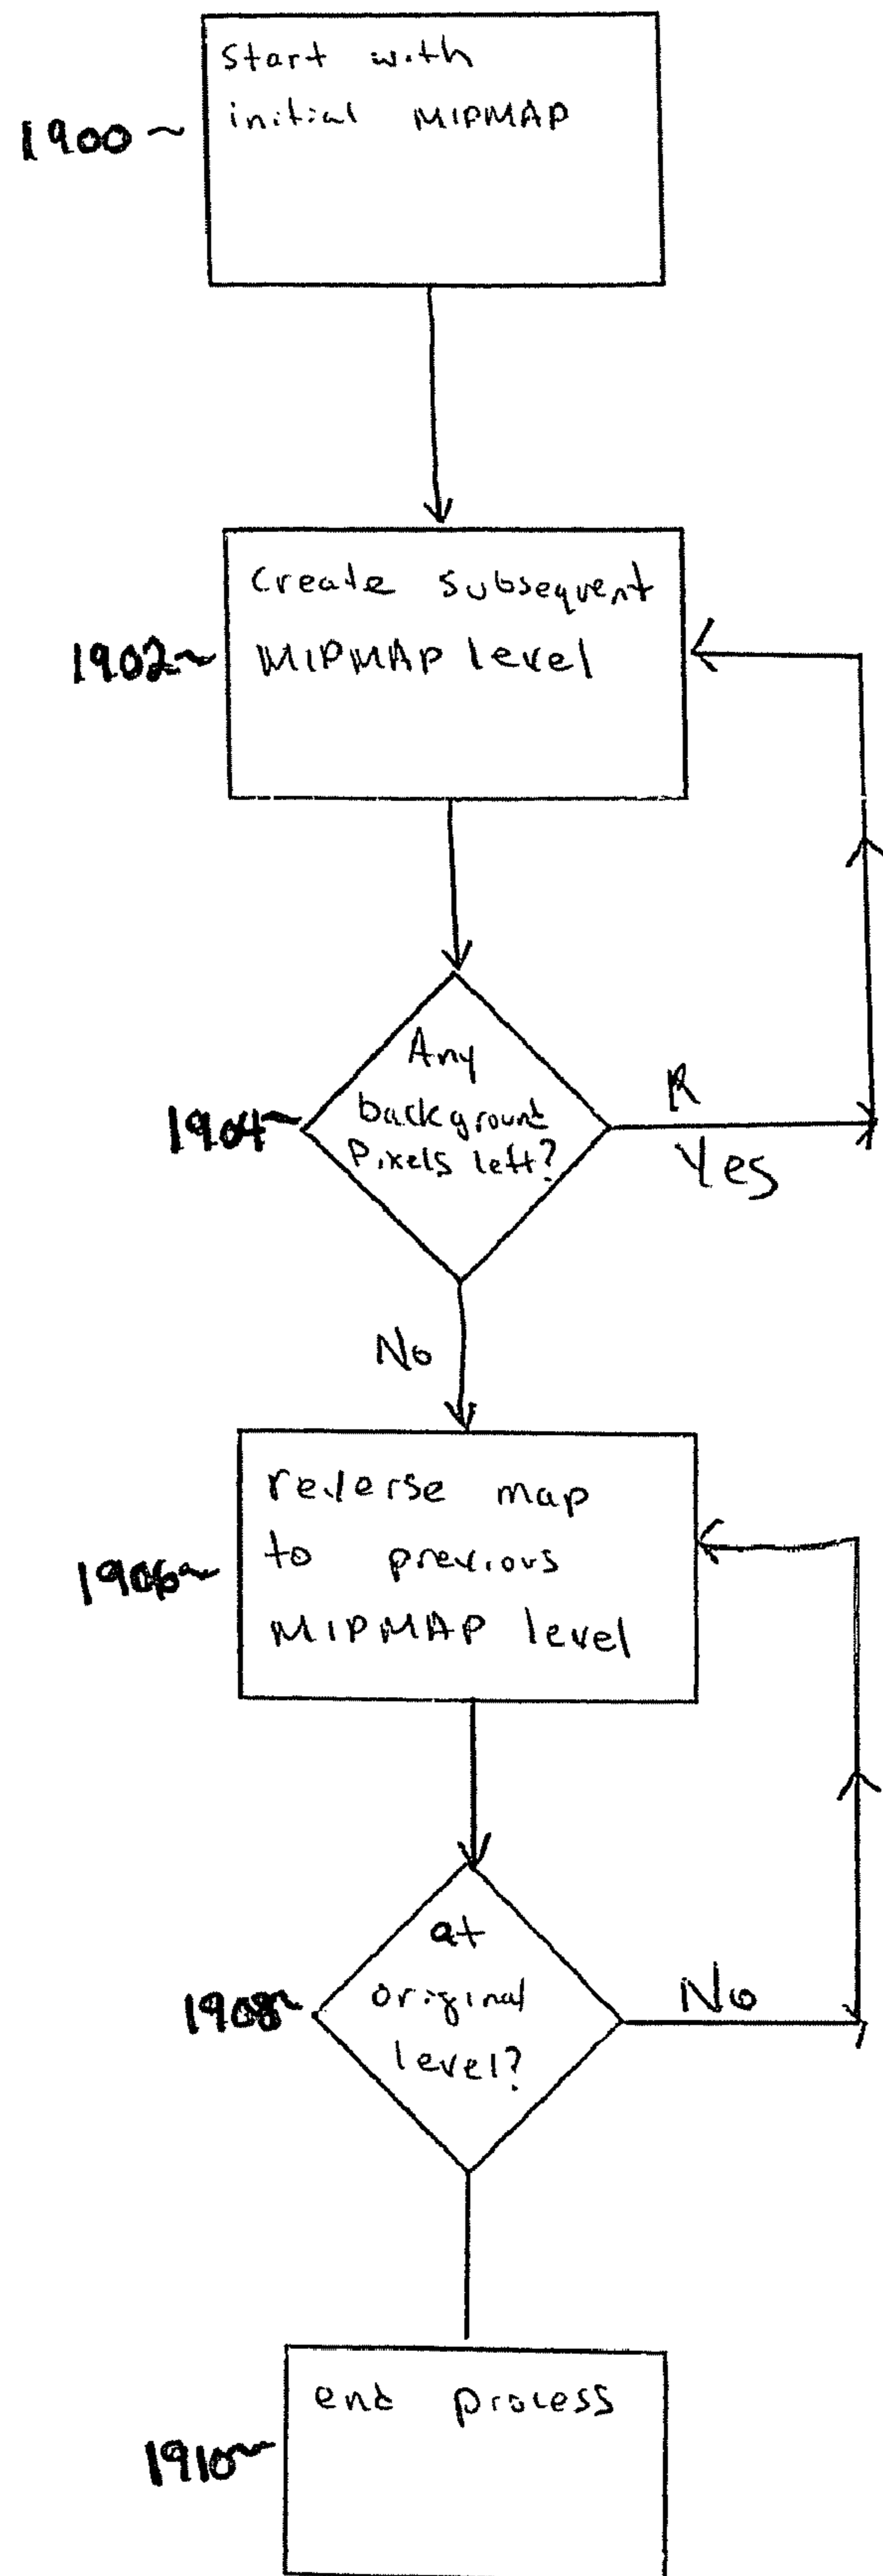 Start with
initial MIPMAP
1900~
Create Subsequent
MIPMAP level
1902~
Any
background
Pixels left?
1904~
R
Yes
No
reverse map
to previous
MIPMAP level
1906~
at
original
level?
1908~
No
end process
1910~